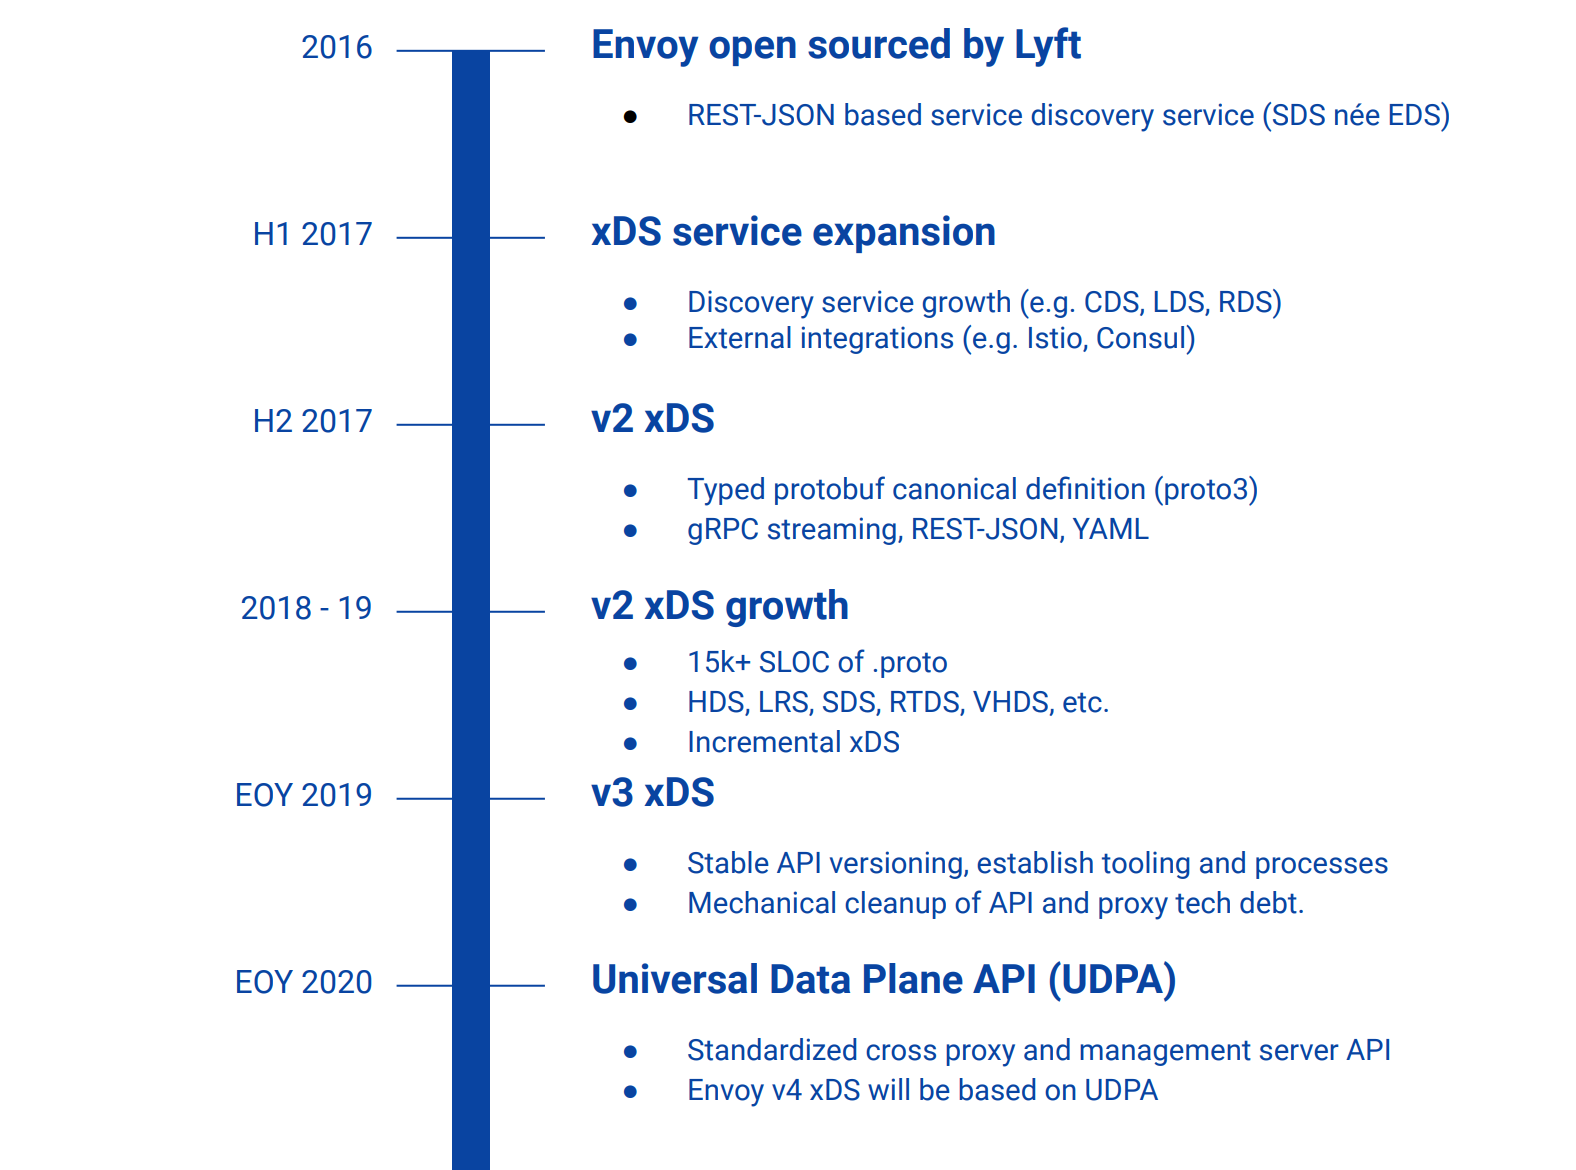 2016
Envoy open sourced by Lyft
● REST-JSON based service discovery service (SDS née EDS)
H1 2017
xDS service expansion
● Discovery service growth (e.g. CDS, LDS, RDS)
● External integrations (e.g. Istio, Consul)
H2 2017
v2 xDS
● Typed protobuf canonical definition (proto3)
● gRPC streaming, REST-JSON, YAML
2018 - 19
v2 xDS growth
● 15k+ SLOC of .proto
● HDS, LRS, SDS, RTDS, VHDS, etc.
● Incremental xDS
EOY 2019
v3 xDS
● Stable API versioning, establish tooling and processes
● Mechanical cleanup of API and proxy tech debt.
EOY 2020
Universal Data Plane API (UDPA)
● Standardized cross proxy and management server API
● Envoy v4 xDS will be based on UDPA